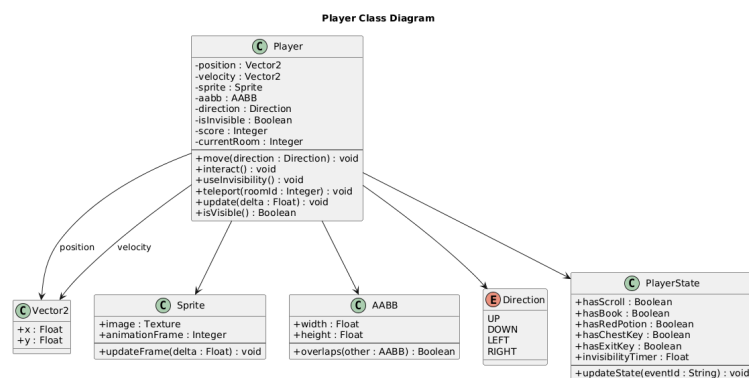 Player Class Diagram
C Player
-position : Vector2
-velocity : Vector2
-sprite : Sprite
-aabb : AABB
-direction : Direction
-isInvisible : Boolean
-score : Integer
-currentRoom : Integer
+move(direction : Direction) : void
+interact() : void
+useInvisibility() : void
+teleport(roomId : Integer) : void
+update(delta : Float) : void
+isVisible() : Boolean
position
velocity
C Vector2
+x : Float
+y : Float
C Sprite
+image : Texture
+animationFrame : Integer
+updateFrame(delta : Float) : void
C AABB
+width : Float
+height : Float
+overlaps(other : AABB) : Boolean
E Direction
UP
DOWN
LEFT
RIGHT
C PlayerState
+hasScroll : Boolean
+hasBook : Boolean
+hasRedPotion : Boolean
+hasChestKey : Boolean
+hasExitKey : Boolean
+invisibilityTimer : Float
+updateState(eventId : String) : void